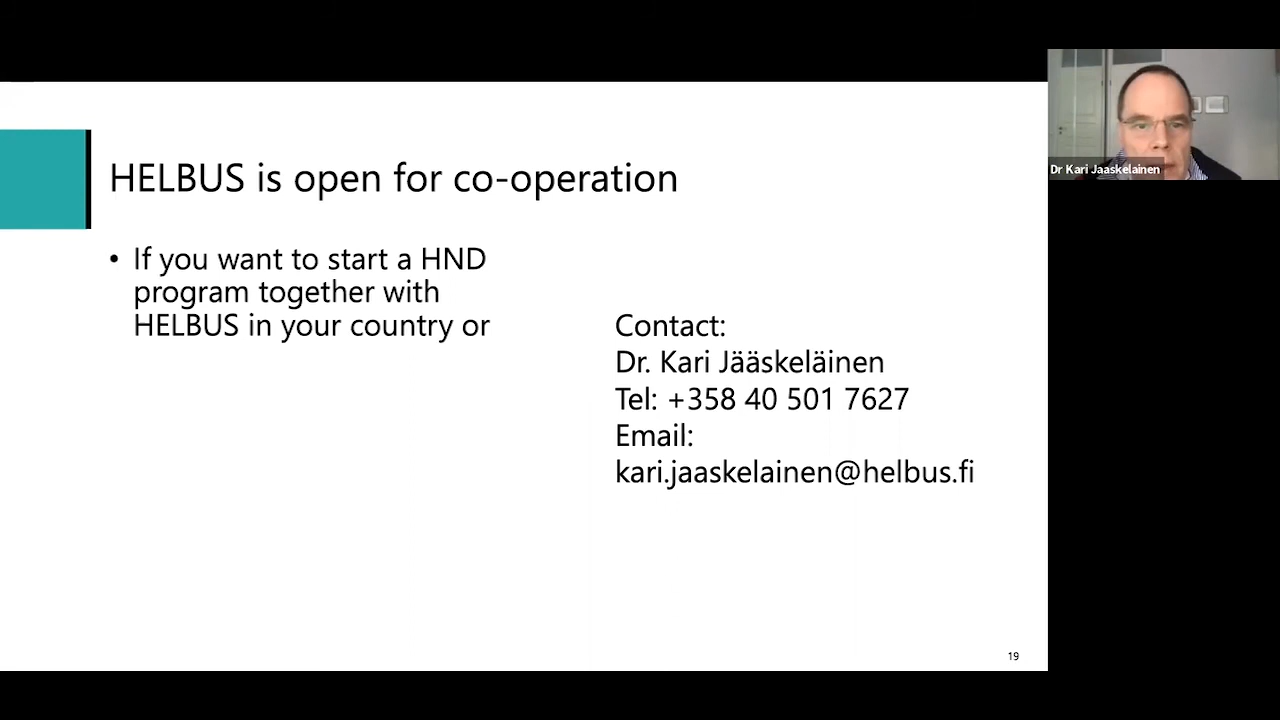 HELBUS is open for co-operation
• If you want to start a HND
program together with
HELBUS in your country or
Contact:
Dr. Kari Jääskeläinen
Tel: +358 40 501 7627
Email:
kari.jaaskelainen@helbus.fi
19
Dr Kari Jaaskelainen